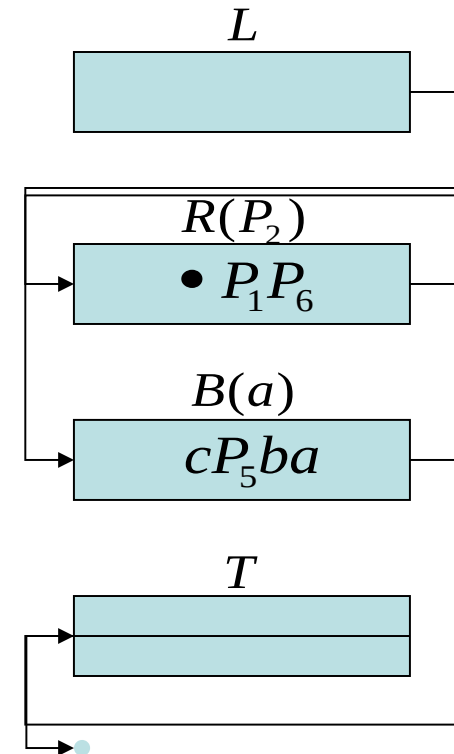 L
R(P₂)
• P₁P₆
B(a)
cP₅ba
T